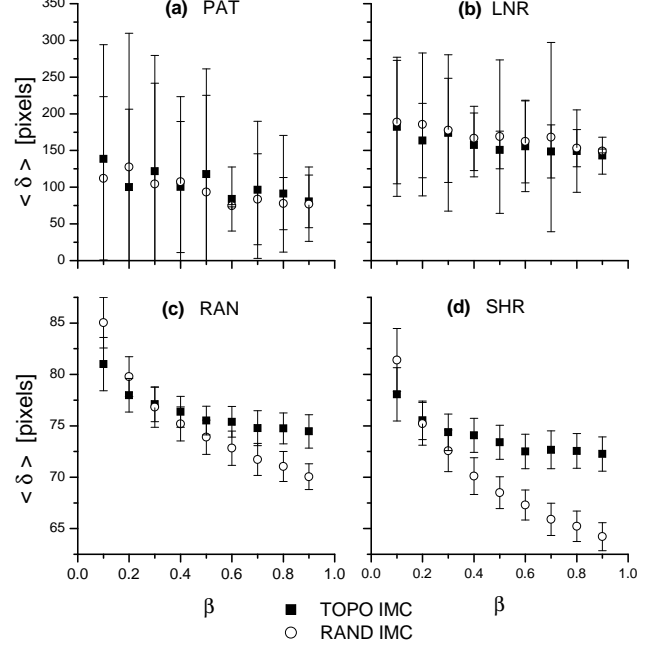 (a) PAT
(b) LNR
350
300
250
200
150
100
50
0
< δ > [pixels]
(c) RAN
(d) SHR
85
80
75
70
65
< δ > [pixels]
0.0 0.2 0.4 0.6 0.8 0.0 0.2 0.4 0.6 0.8 1.0
β β
TOPO IMC
RAND IMC